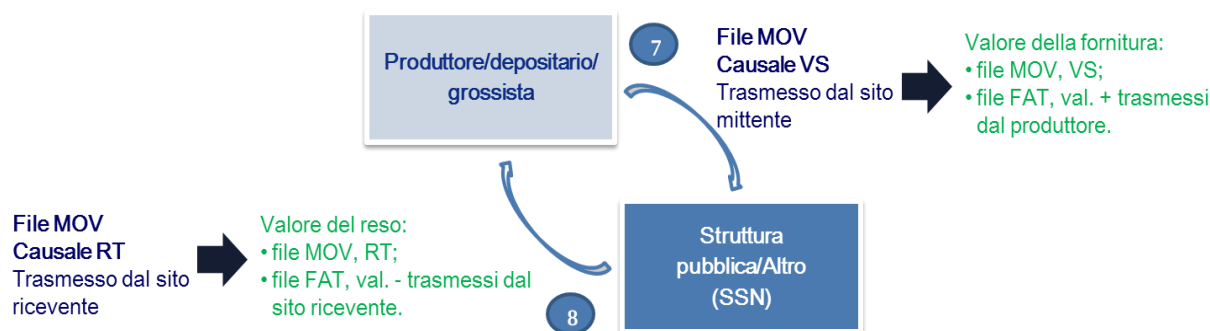 Produttore/depositario/
grossista
7
File MOV
Causale VS
Trasmesso dal sito
mittente
Valore della fornitura:
• file MOV, VS;
• file FAT, val. + trasmessi
dal produttore.
File MOV
Causale RT
Trasmesso dal sito
ricevente
Valore del reso:
• file MOV, RT;
• file FAT, val. - trasmessi dal
sito ricevente.
Struttura
pubblica/Altro
(SSN)
8